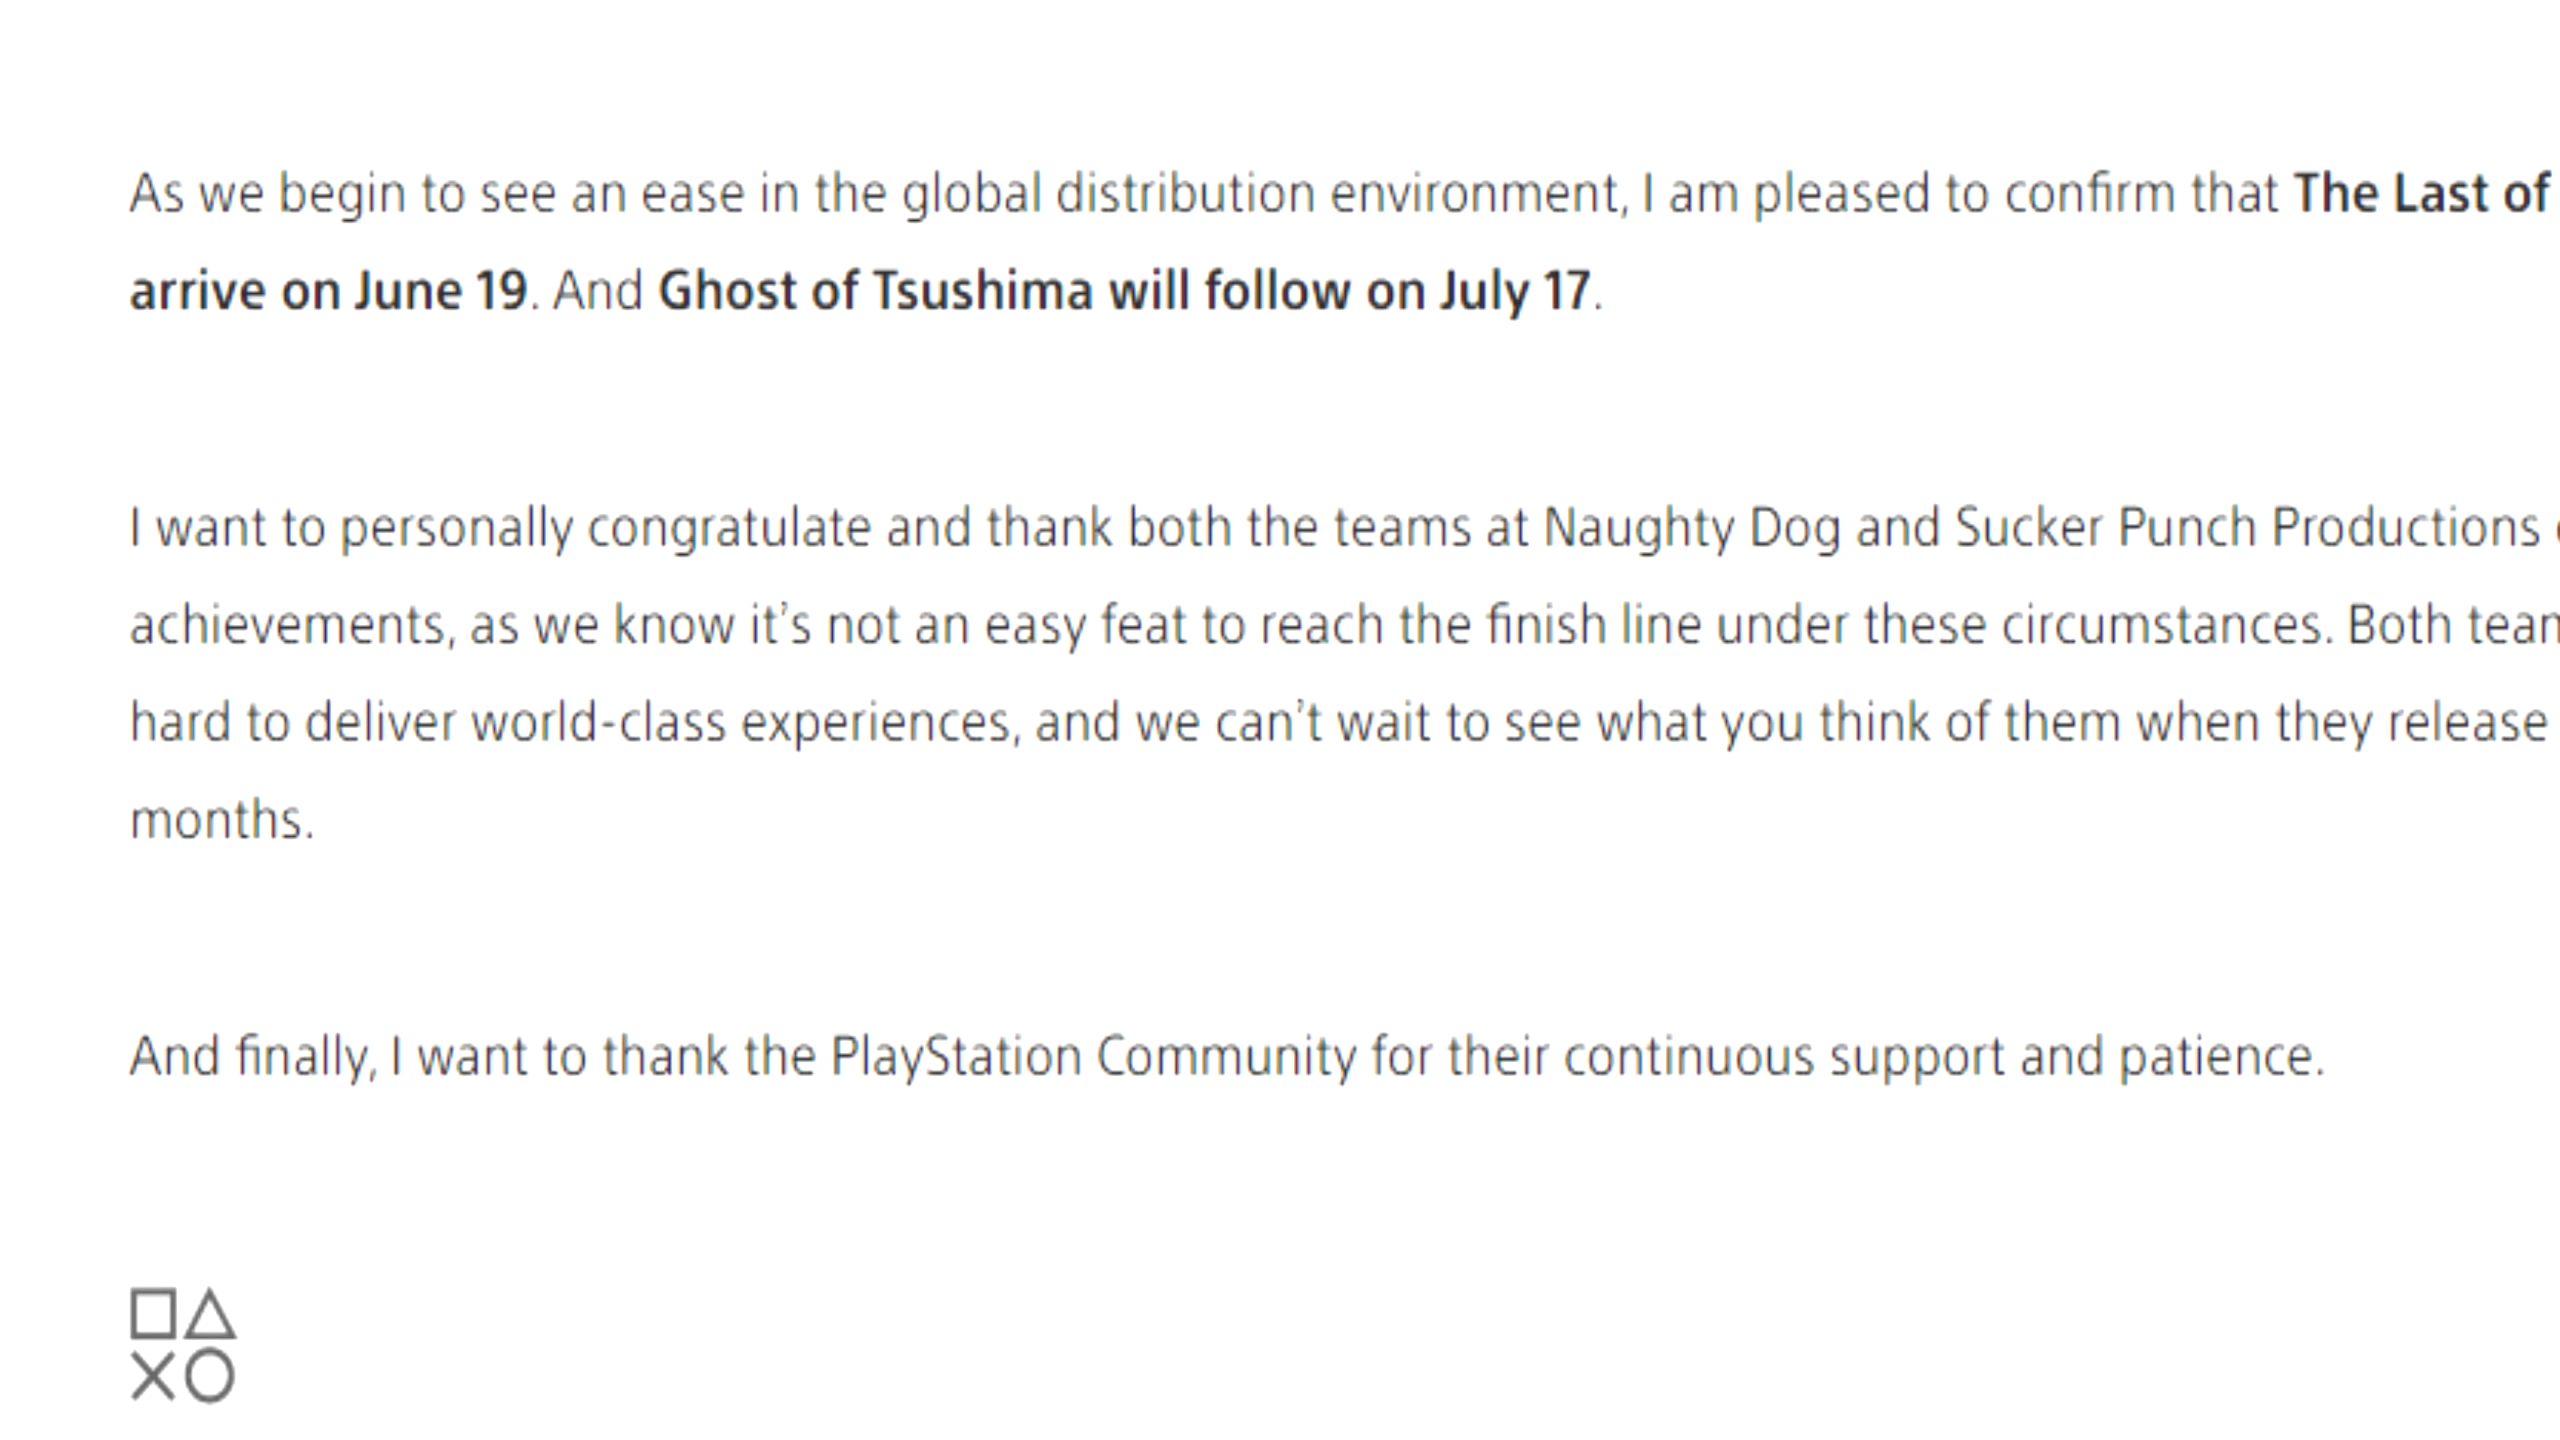 As we begin to see an ease in the global distribution environment, I am pleased to confirm that The Last of
arrive on June 19. And Ghost of Tsushima will follow on July 17.
I want to personally congratulate and thank both the teams at Naughty Dog and Sucker Punch Productions
achievements, as we know it’s not an easy feat to reach the finish line under these circumstances. Both
hard to deliver world-class experiences, and we can’t wait to see what you think of them when they release
months.
And finally, I want to thank the PlayStation Community for their continuous support and patience.